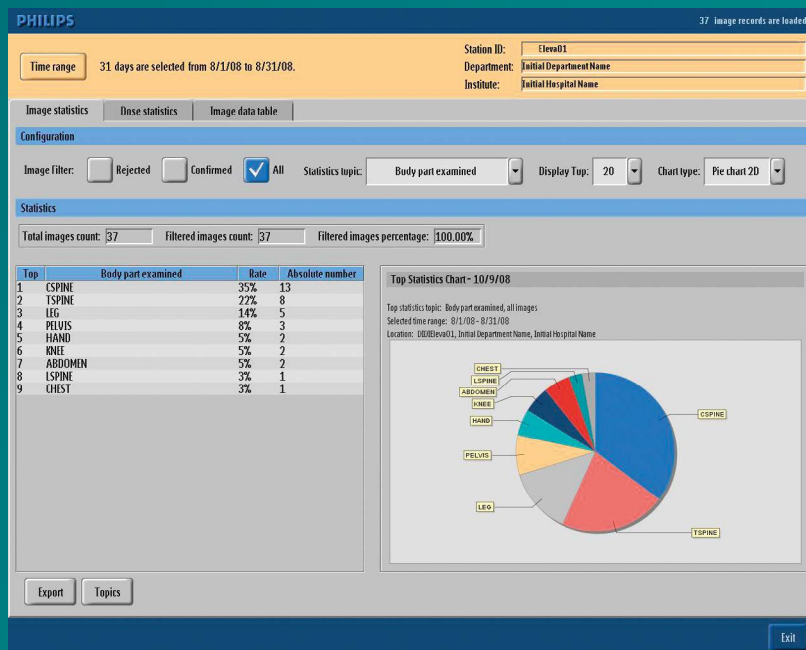 PHILIPS
37 image records are loaded
Time range
31 days are selected from 8/1/08 to 8/31/08.
Station ID: Eleva01
Department: Initial Department Name
Institute: Initial Hospital Name
Image statistics Dose statistics Image data table
Configuration
Image Filter: Rejected Confirmed All Statistics topic: Body part examined Display Tup: 20 Chart type: Pie chart 2D
Statistics
Total images count: 37 Filtered images count: 37 Filtered images percentage: 100.00%
Top Body part examined Rate Absolute number
1 CSPINE 35% 13
2 TSPINE 22% 8
3 LEG 14% 5
4 PELVIS 8% 3
5 HAND 5% 2
6 KNEE 5% 2
7 ABDOMEN 5% 2
8 LSPINE 3% 1
9 CHEST 3% 1
Top Statistics Chart - 10/9/08
Top statistics topic: Body part examined, all images
Selected time range: 8/1/08 - 8/31/08
Location: Initial Department Name, Initial Hospital Name
CHEST
LSPINE
ABDOMEN
KNEE
HAND
CSPINE
PELVIS
LEG
TSPINE
Export Topics
Exit